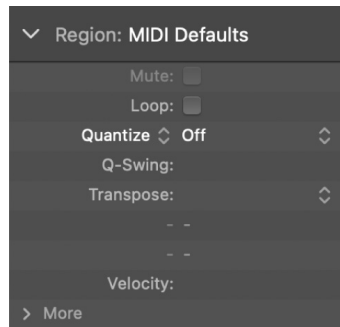 Region: MIDI Defaults
Mute:
Loop:
Quantize Off
Q-Swing:
Transpose:
- -
- -
Velocity:
More